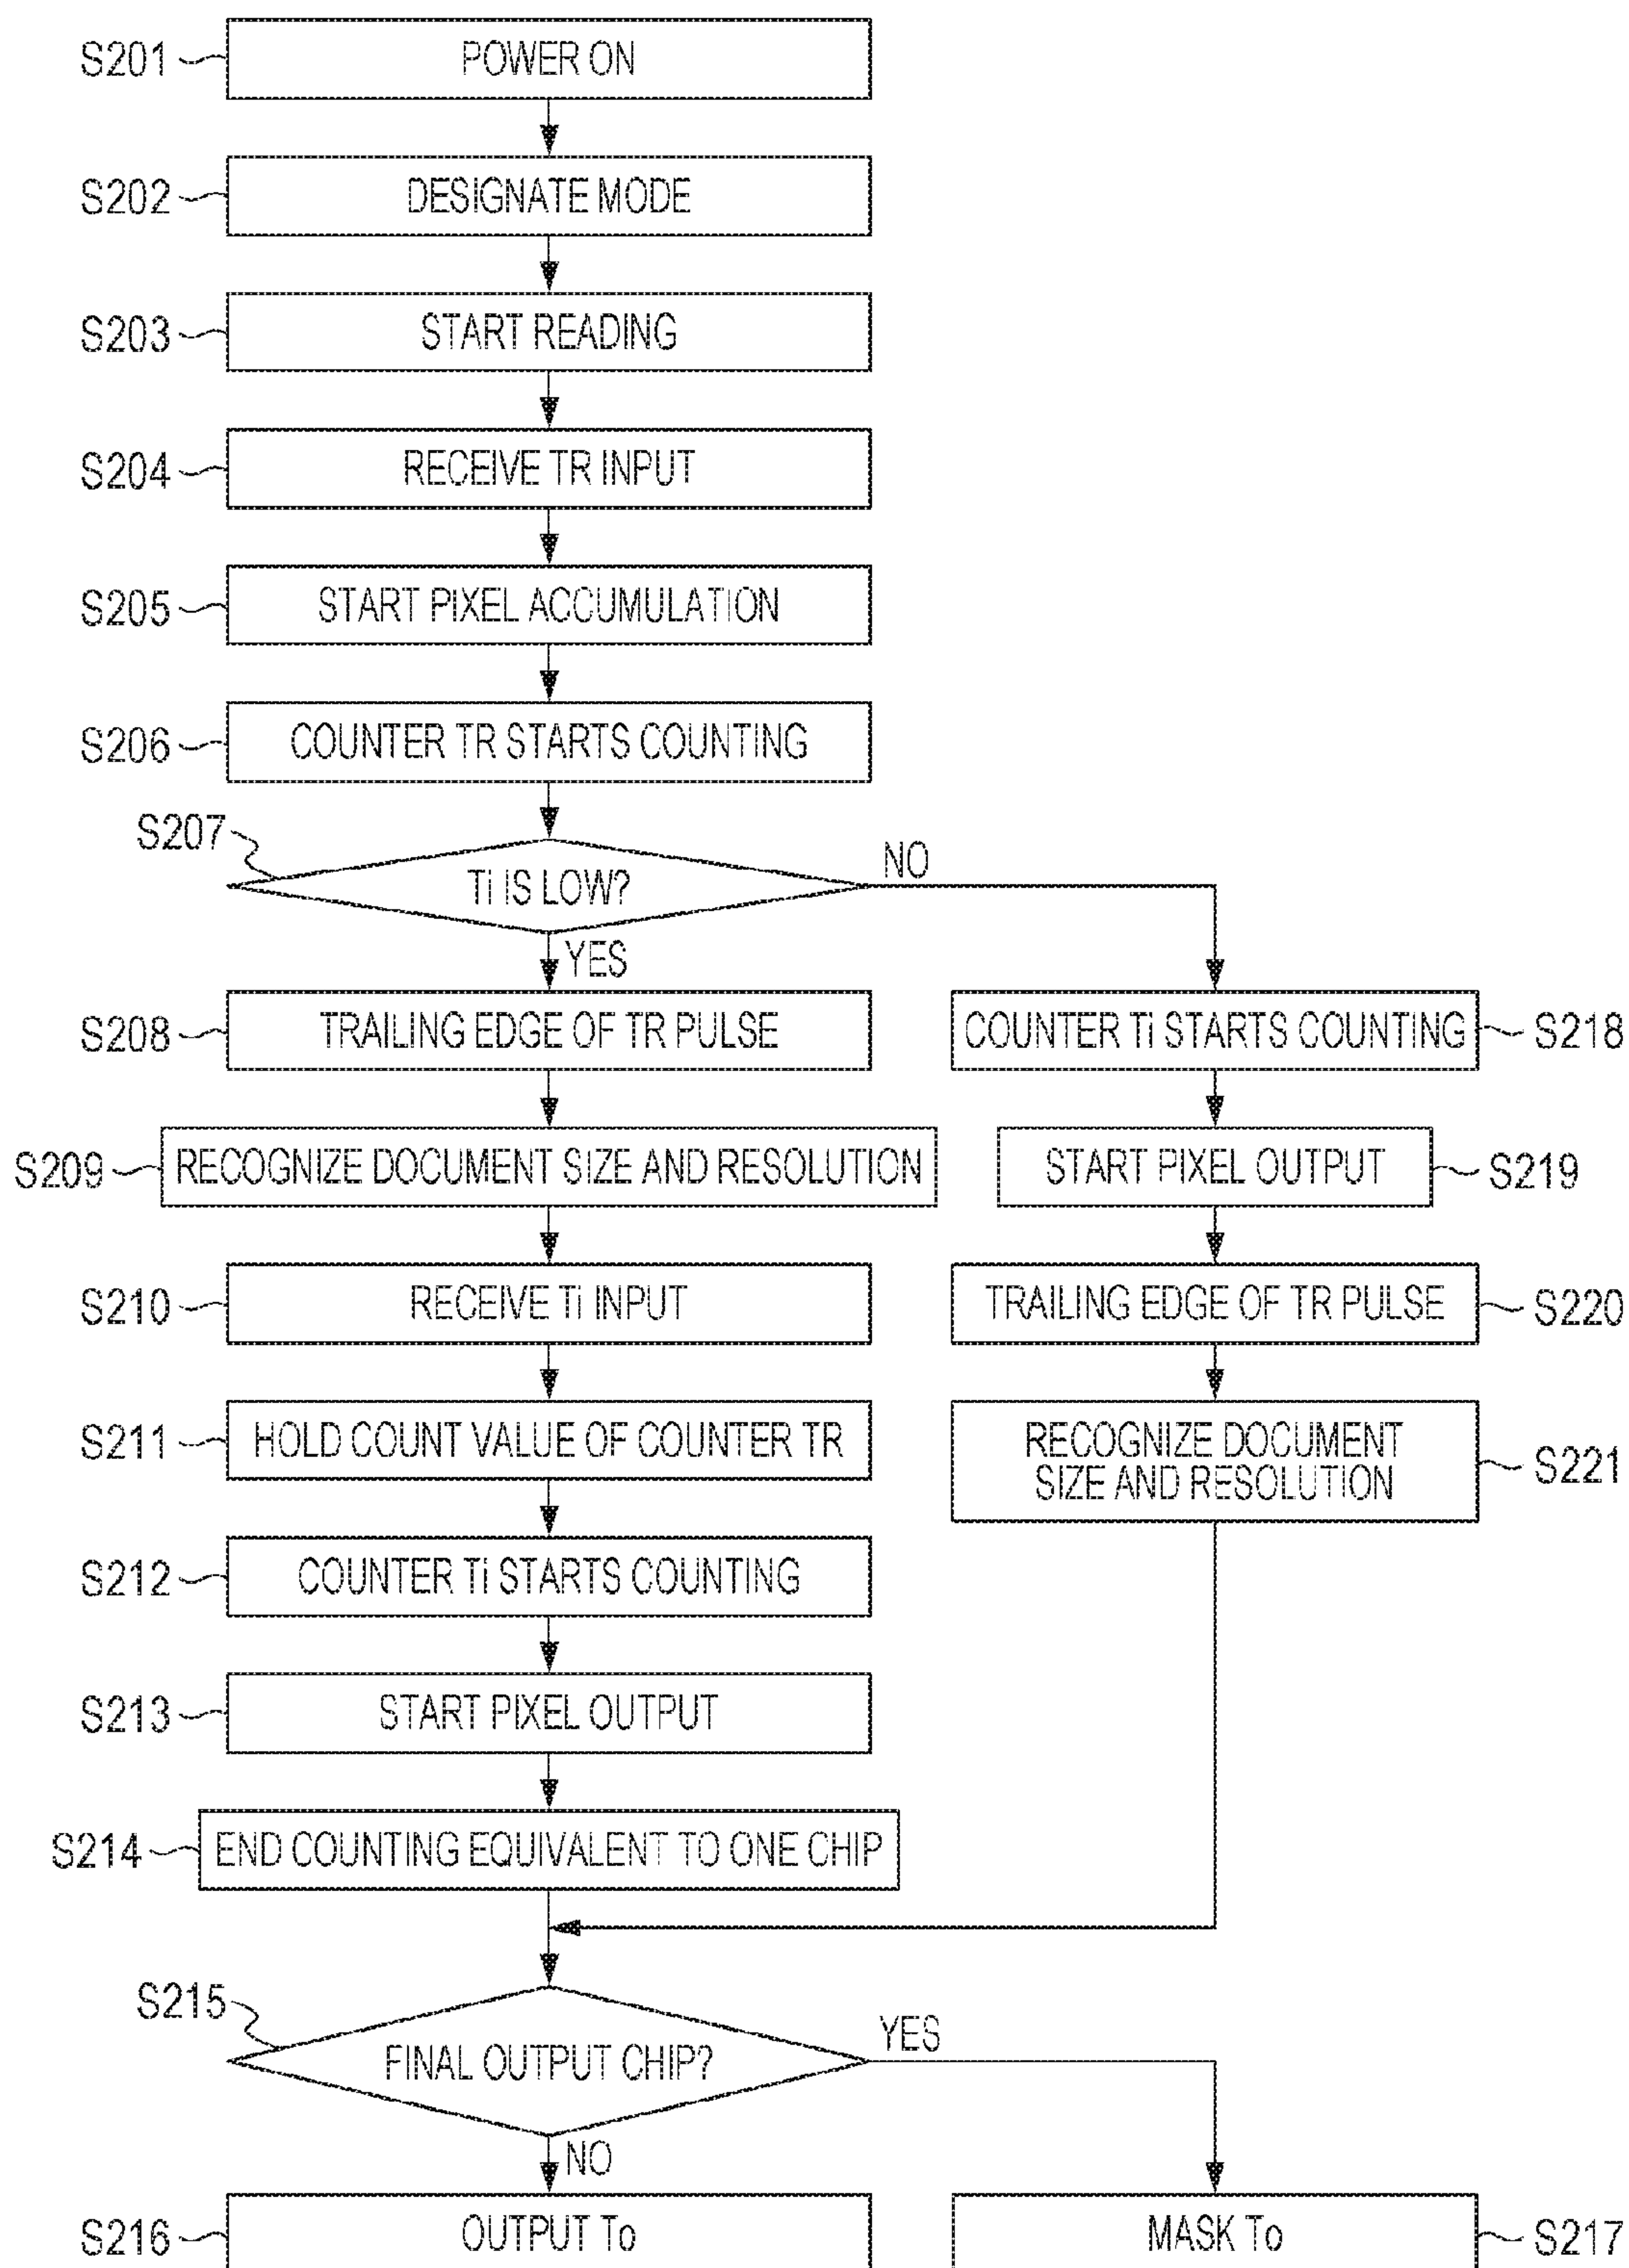 S201
POWER ON
S202
DESIGNATE MODE
S203
START READING
S204
RECEIVE TR INPUT
S205
START PIXEL ACCUMULATION
S206
COUNTER TR STARTS COUNTING
S207
Ti IS LOW?
NO
YES
S208
TRAILING EDGE OF TR PULSE
COUNTER Ti STARTS COUNTING
S218
S209
RECOGNIZE DOCUMENT SIZE AND RESOLUTION
START PIXEL OUTPUT
S219
S210
RECEIVE Ti INPUT
TRAILING EDGE OF TR PULSE
S220
S211
HOLD COUNT VALUE OF COUNTER TR
RECOGNIZE DOCUMENT
SIZE AND RESOLUTION
S221
S212
COUNTER Ti STARTS COUNTING
S213
START PIXEL OUTPUT
S214
END COUNTING EQUIVALENT TO ONE CHIP
S215
FINAL OUTPUT CHIP?
YES
NO
S216
OUTPUT To
MASK To
S217